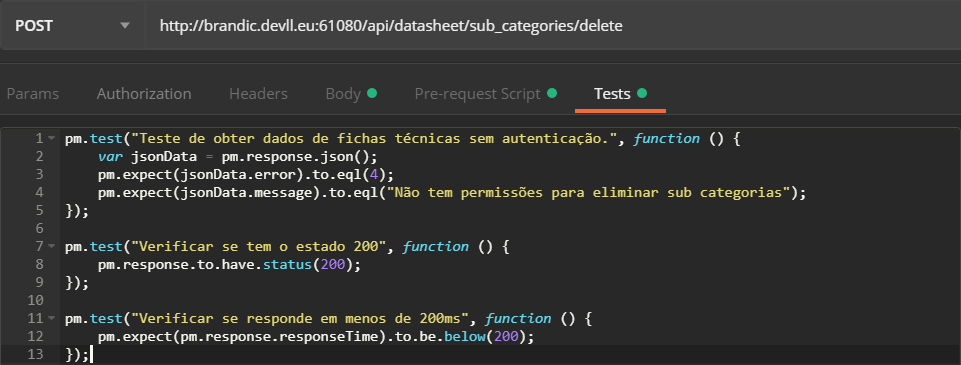 POST http://brandic.devll.eu:61080/api/datasheet/sub_categories/delete
Params Authorization Headers Body Pre-request Script Tests
1 pm.test("Teste de obter dados de fichas técnicas sem autenticação.", function () {
2 var jsonData = pm.response.json();
3 pm.expect(jsonData.error).to.eql(4);
4 pm.expect(jsonData.message).to.eql("Não tem permissões para eliminar sub categorias");
5 });
6
7 pm.test("Verificar se tem o estado 200", function () {
8 pm.response.to.have.status(200);
9 });
10
11 pm.test("Verificar se responde em menos de 200ms", function () {
12 pm.expect(pm.response.responseTime).to.be.below(200);
13 });